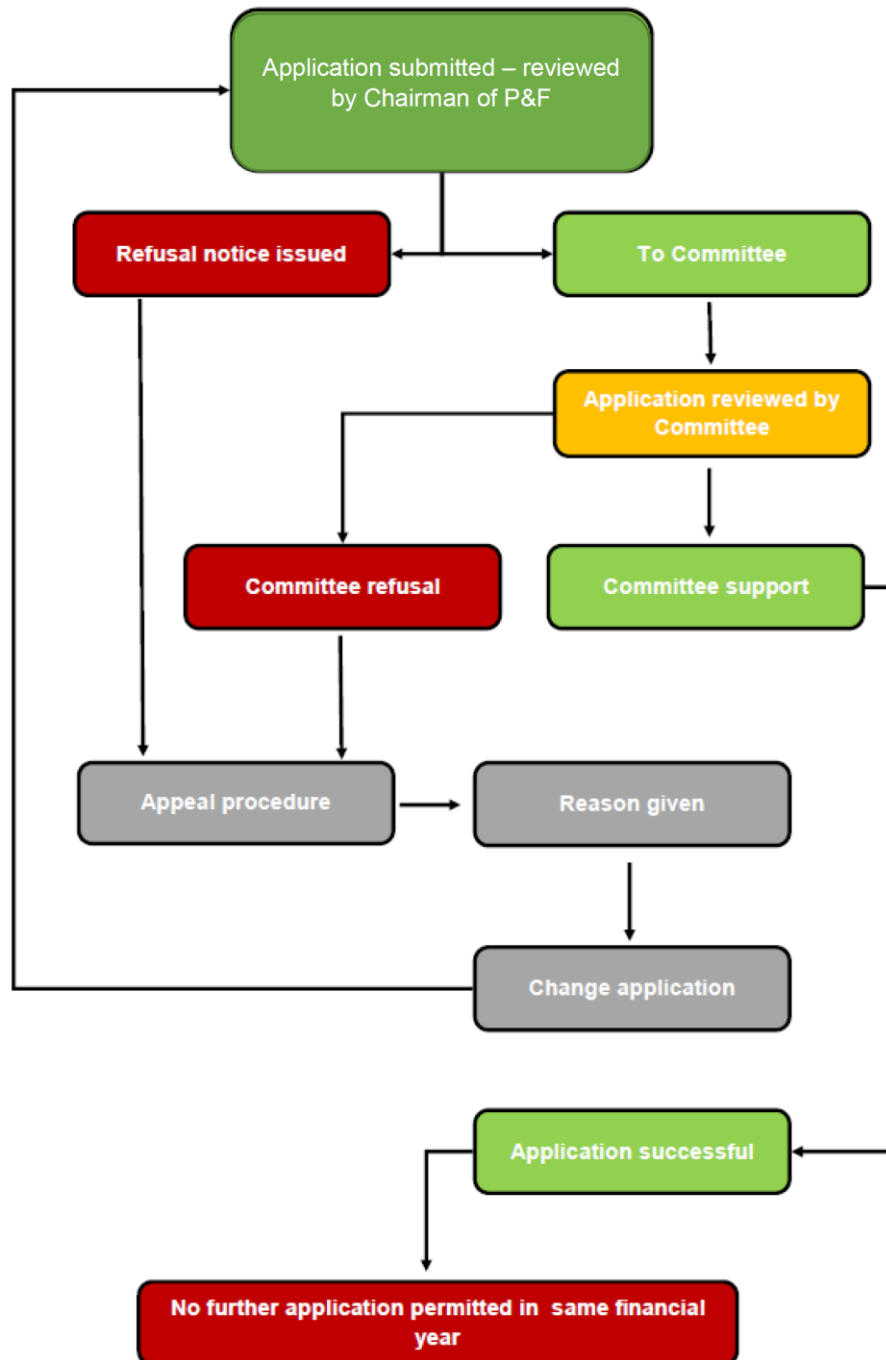 Application submitted – reviewed
by Chairman of P&F
Refusal notice issued
To Committee
Application reviewed by
Committee
Committee refusal
Committee support
Appeal procedure
Reason given
Change application
Application successful
No further application permitted in  same financial
year